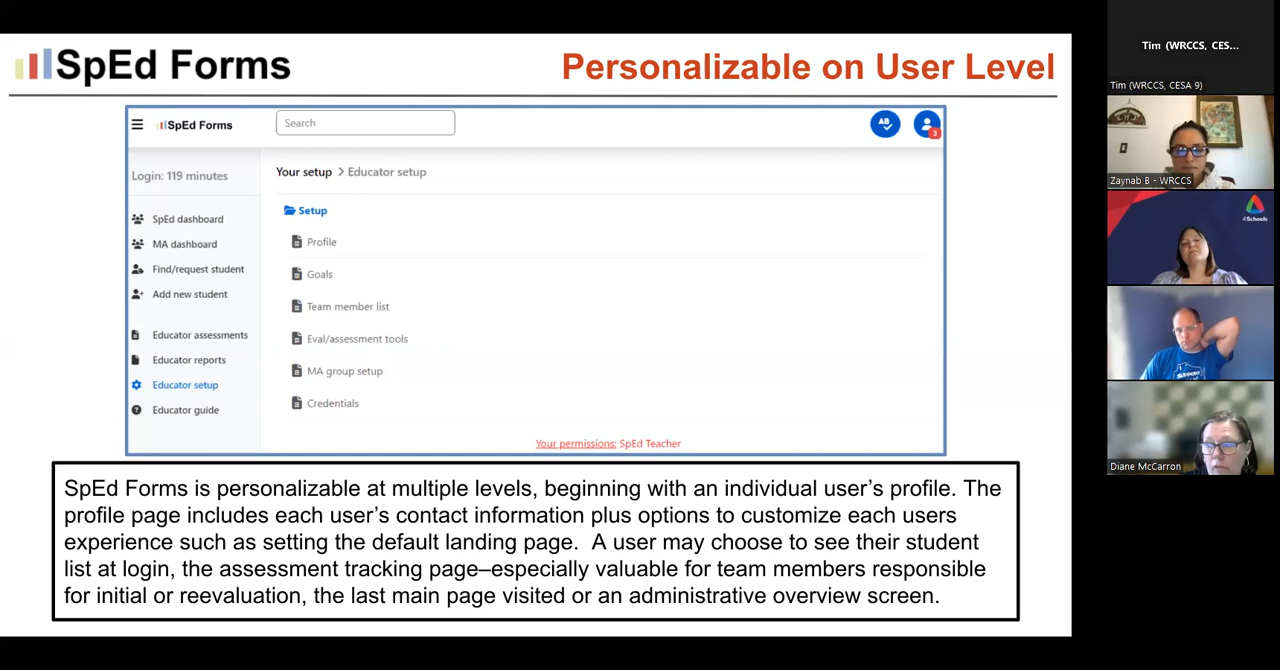 SpEd Forms
Personalizable on User Level
SpEd Forms
Search
AB
3
Login: 119 minutes
SpEd dashboard
MA dashboard
Find/request student
Add new student
Educator assessments
Educator reports
Educator setup
Educator guide
Your setup > Educator setup
Setup
Profile
Goals
Team member list
Eval/assessment tools
MA group setup
Credentials
Your permissions: SpEd Teacher
SpEd Forms is personalizable at multiple levels, beginning with an individual user’s profile. The
profile page includes each user’s contact information plus options to customize each users
experience such as setting the default landing page.  A user may choose to see their student
list at login, the assessment tracking page–especially valuable for team members responsible
for initial or reevaluation, the last main page visited or an administrative overview screen.
Tim (WRCCS, CES...
Tim (WRCCS, CESA 9)
Zaynab B - WRCCS
4Schools
Diane McCarron